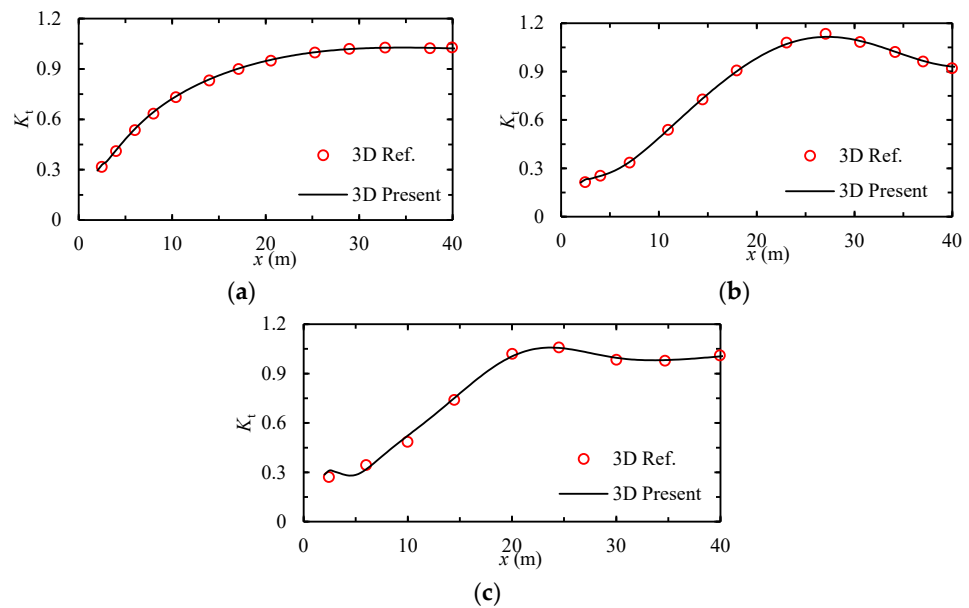 1.2
0.9
0.6
0.3
0
Kt
3D Ref.
3D Present
0 10 20 30 40
x (m)
(a)
1.2
0.9
0.6
0.3
0
Kt
3D Ref.
3D Present
0 10 20 30 40
x (m)
(b)
1.2
0.9
0.6
0.3
0
Kt
3D Ref.
3D Present
0 10 20 30 40
x (m)
(c)